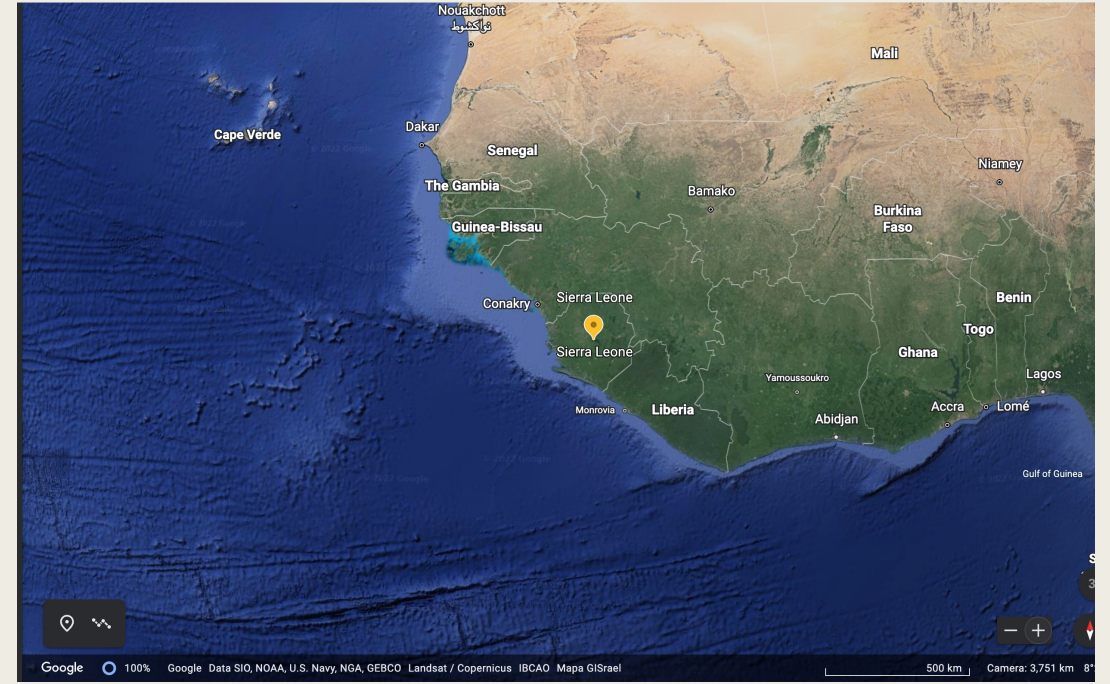 Nouakchott
نواكشوط
Mali
Cape Verde
Dakar
Senegal
Niamey
The Gambia
Bamako
Burkina
Faso
Guinea-Bissau
Conakry
Sierra Leone
Benin
Togo
Sierra Leone
Ghana
Lagos
Yamoussoukro
Monrovia
Liberia
Accra
Lomé
Abidjan
Gulf of Guinea
S
3
Google 100% Google Data SIO, NOAA, U.S. Navy, NGA, GEBCO Landsat / Copernicus IBCAO Mapa GISrael 500 km Camera: 3,751 km 8°